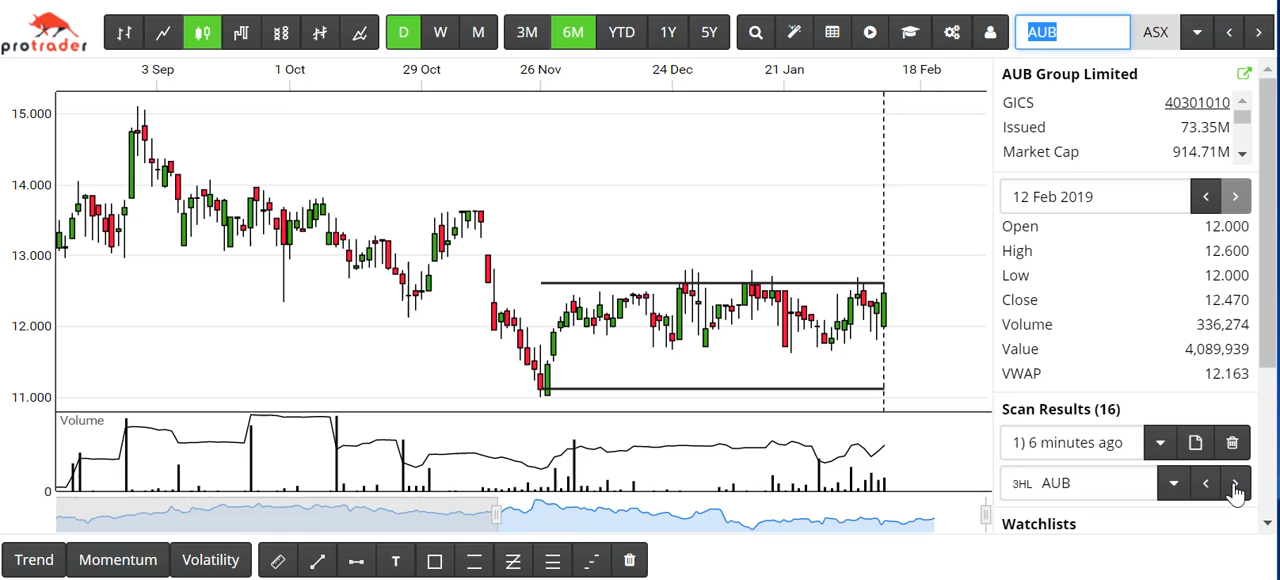 protrader
D W M 3M 6M YTD 1Y 5Y AUB ASX
3 Sep 1 Oct 29 Oct 26 Nov 24 Dec 21 Jan 18 Feb
15.000
14.000
13.000
12.000
11.000
Volume
0
AUB Group Limited
GICS 40301010
Issued 73.35M
Market Cap 914.71M
12 Feb 2019
Open 12.000
High 12.600
Low 12.000
Close 12.470
Volume 336,274
Value 4,089,939
VWAP 12.163
Scan Results (16)
1) 6 minutes ago
3HL AUB
Watchlists
Trend Momentum Volatility T